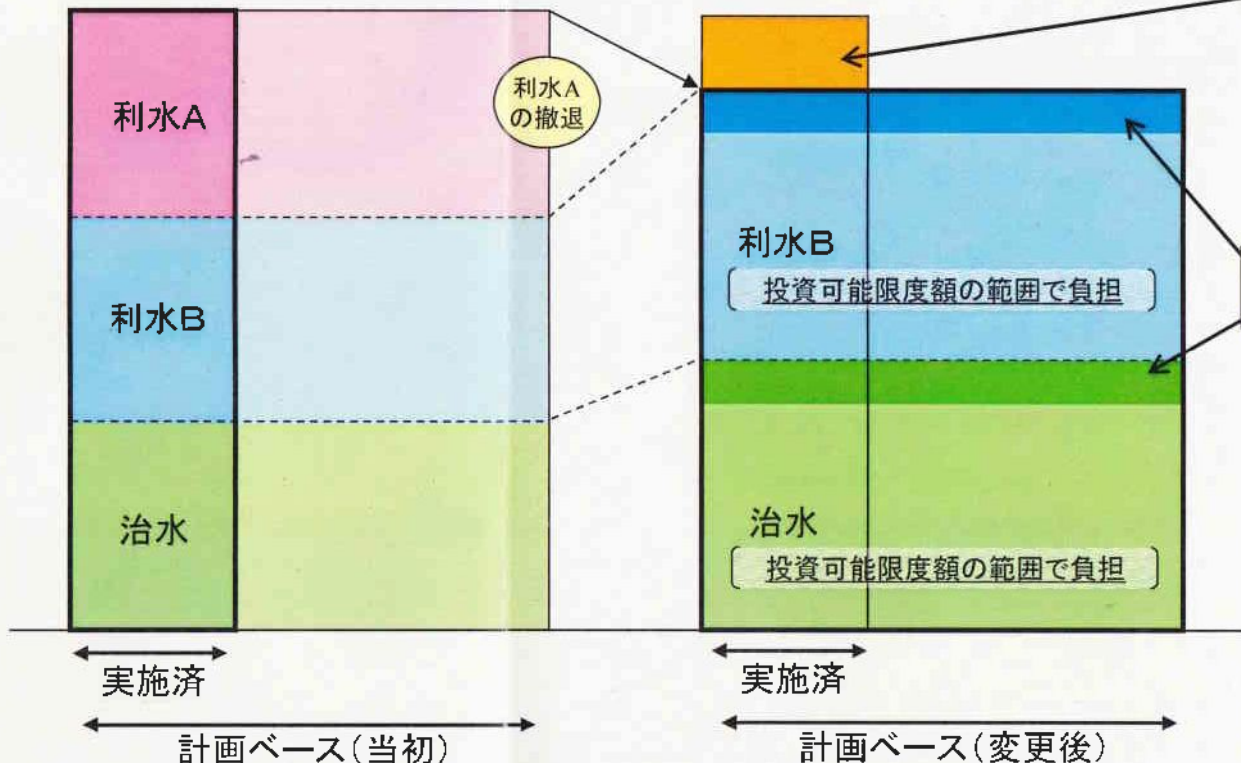 利水A
利水B
治水
実施済
計画ベース(当初)
利水A
の撤退
利水B
投資可能限度額の範囲で負担
治水
投資可能限度額の範囲で負担
実施済
計画ベース(変更後)